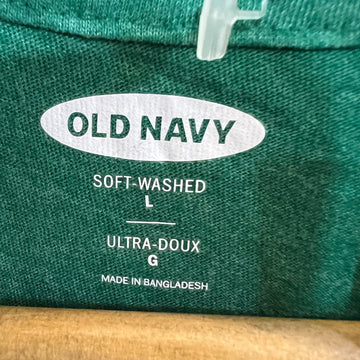 OLD NAVY
SOFT-WASHED
L
ULTRA-DOUX
G
MADE IN BANGLADESH